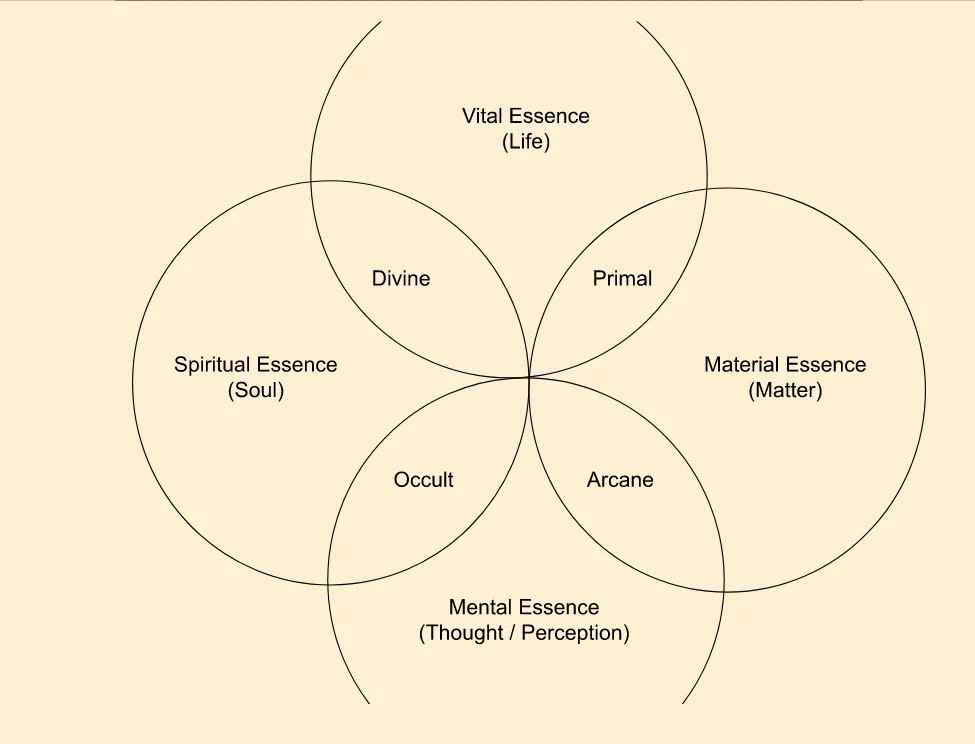 Vital Essence
(Life)
Divine
Primal
Spiritual Essence
(Soul)
Material Essence
(Matter)
Occult
Arcane
Mental Essence
(Thought / Perception)